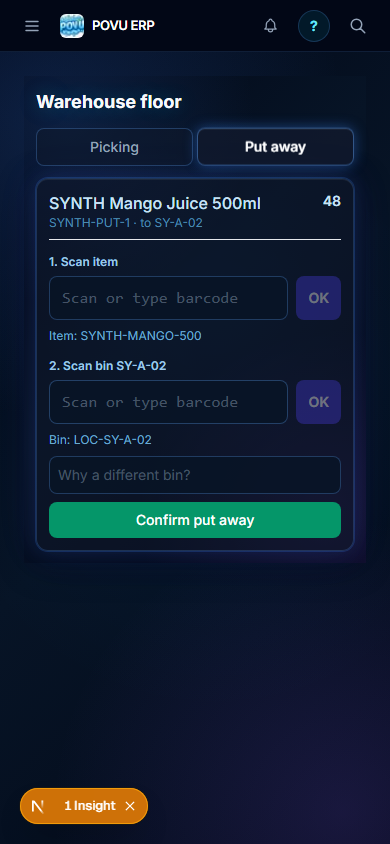 POVU POVU ERP ?
Warehouse floor
Picking Put away
SYNTH Mango Juice 500ml 48
SYNTH-PUT-1 · to SY-A-02
1. Scan item
Scan or type barcode OK
Item: SYNTH-MANGO-500
2. Scan bin SY-A-02
Scan or type barcode OK
Bin: LOC-SY-A-02
Why a different bin?
Confirm put away
N 1 Insight